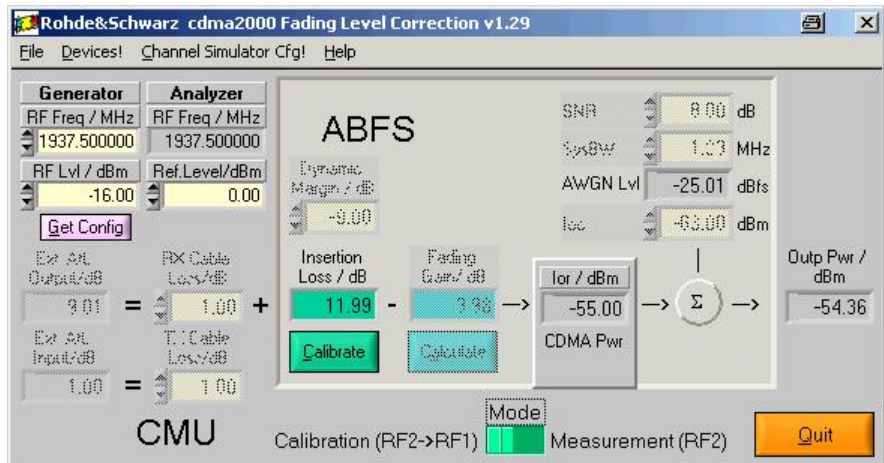 Rohde&Schwarz cdma2000 Fading Level Correction v1.29
File Devices! Channel Simulator Cfg! Help
Generator Analyzer
RF Freq / MHz RF Freq / MHz
1937.500000 1937.500000
RF Lvl / dBm Ref.Level/dBm
-16.00 0.00
Get Config
ABFS
Dynamic
Margin / dB
-9.00
SNR 8.00 dB
SysBW 1.23 MHz
AWGN Lvl -25.01 dBfs
Ioc -63.00 dBm
Ext. Att.
Output/dB
9.01
=
RX Cable
Loss/dB
1.00
+
Insertion
Loss / dB
11.99
-
Fading
Gain/ dB
3.98
Ior / dBm
-55.00
CDMA Pwr
Σ
Outp Pwr /
dBm
-54.36
Calibrate Calculate
Ext. Att.
Input/dB
1.00
=
TX Cable
Loss/dB
1.00
CMU
Mode
Calibration (RF2->RF1) Measurement (RF2)
Quit